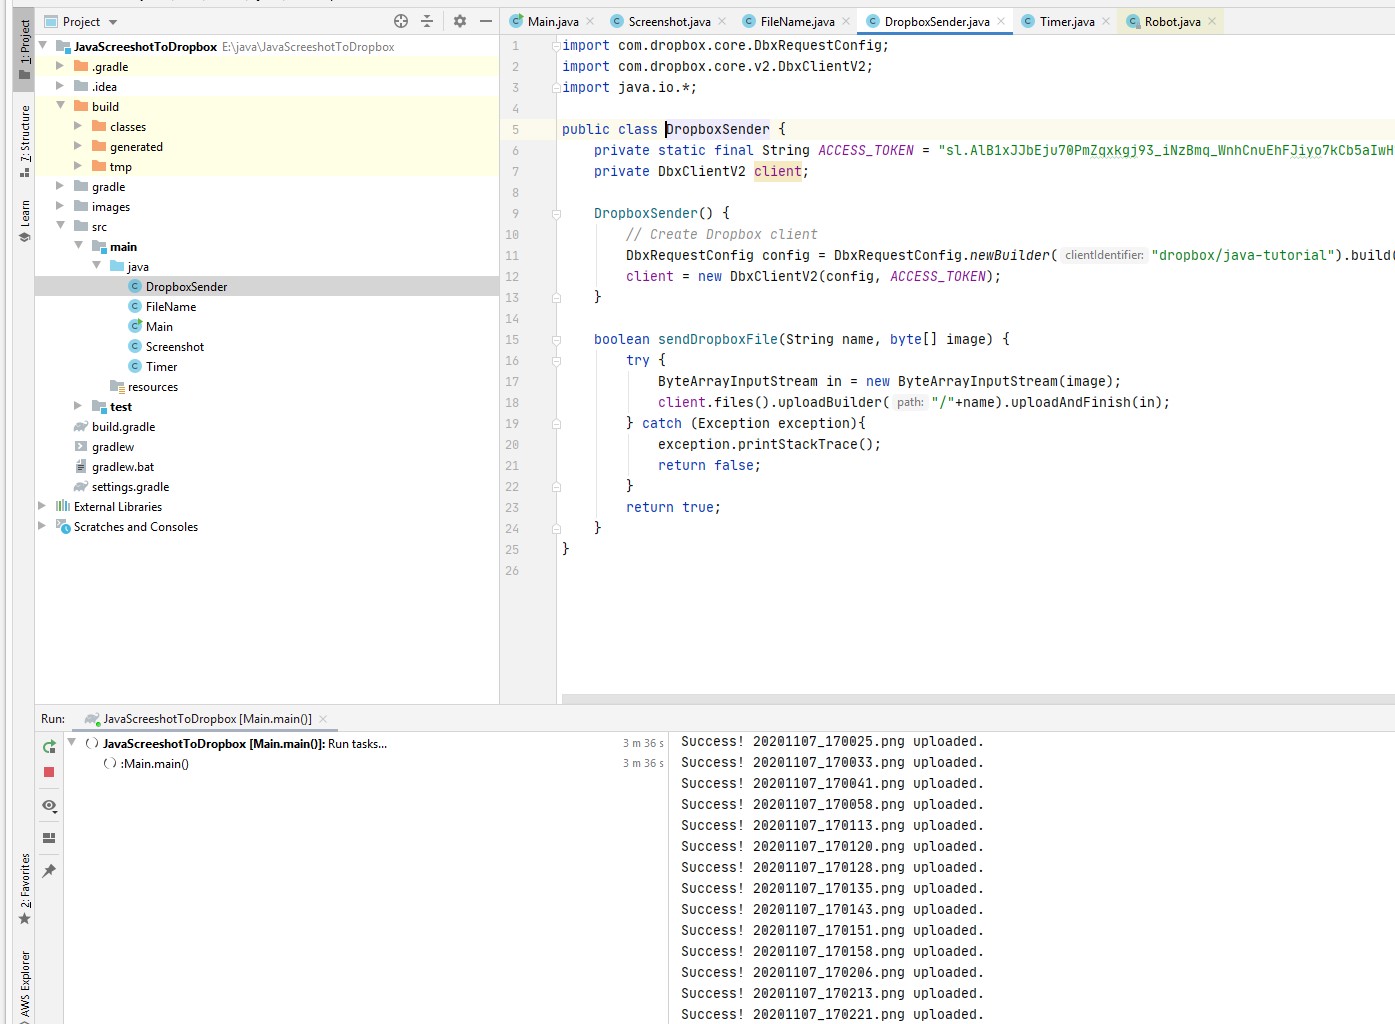 1: Project
Z: Structure
Learn
2: Favorites
AWS Explorer
Project
JavaScreeshotToDropbox E:\java\JavaScreeshotToDropbox
.gradle
.idea
build
classes
generated
tmp
gradle
images
src
main
java
DropboxSender
FileName
Main
Screenshot
Timer
resources
test
build.gradle
gradlew
gradlew.bat
settings.gradle
External Libraries
Scratches and Consoles
Main.java Screenshot.java FileName.java DropboxSender.java Timer.java Robot.java
1 import com.dropbox.core.DbxRequestConfig;
2 import com.dropbox.core.v2.DbxClientV2;
3 import java.io.*;
4
5 public class DropboxSender {
6 private static final String ACCESS_TOKEN = "sl.AlB1xJJbEju70PmZqxkgj93_iNzBmq_WnhCnuEhFJiyo7kCb5aIwH
7 private DbxClientV2 client;
8
9 DropboxSender() {
10 // Create Dropbox client
11 DbxRequestConfig config = DbxRequestConfig.newBuilder( clientIdentifier: "dropbox/java-tutorial").build(
12 client = new DbxClientV2(config, ACCESS_TOKEN);
13 }
14
15 boolean sendDropboxFile(String name, byte[] image) {
16 try {
17 ByteArrayInputStream in = new ByteArrayInputStream(image);
18 client.files().uploadBuilder( path: "/"+name).uploadAndFinish(in);
19 } catch (Exception exception){
20 exception.printStackTrace();
21 return false;
22 }
23 return true;
24 }
25 }
26
Run: JavaScreeshotToDropbox [Main.main()]
JavaScreeshotToDropbox [Main.main()]: Run tasks... 3 m 36 s
:Main.main() 3 m 36 s
Success! 20201107_170025.png uploaded.
Success! 20201107_170033.png uploaded.
Success! 20201107_170041.png uploaded.
Success! 20201107_170058.png uploaded.
Success! 20201107_170113.png uploaded.
Success! 20201107_170120.png uploaded.
Success! 20201107_170128.png uploaded.
Success! 20201107_170135.png uploaded.
Success! 20201107_170143.png uploaded.
Success! 20201107_170151.png uploaded.
Success! 20201107_170158.png uploaded.
Success! 20201107_170206.png uploaded.
Success! 20201107_170213.png uploaded.
Success! 20201107_170221.png uploaded.